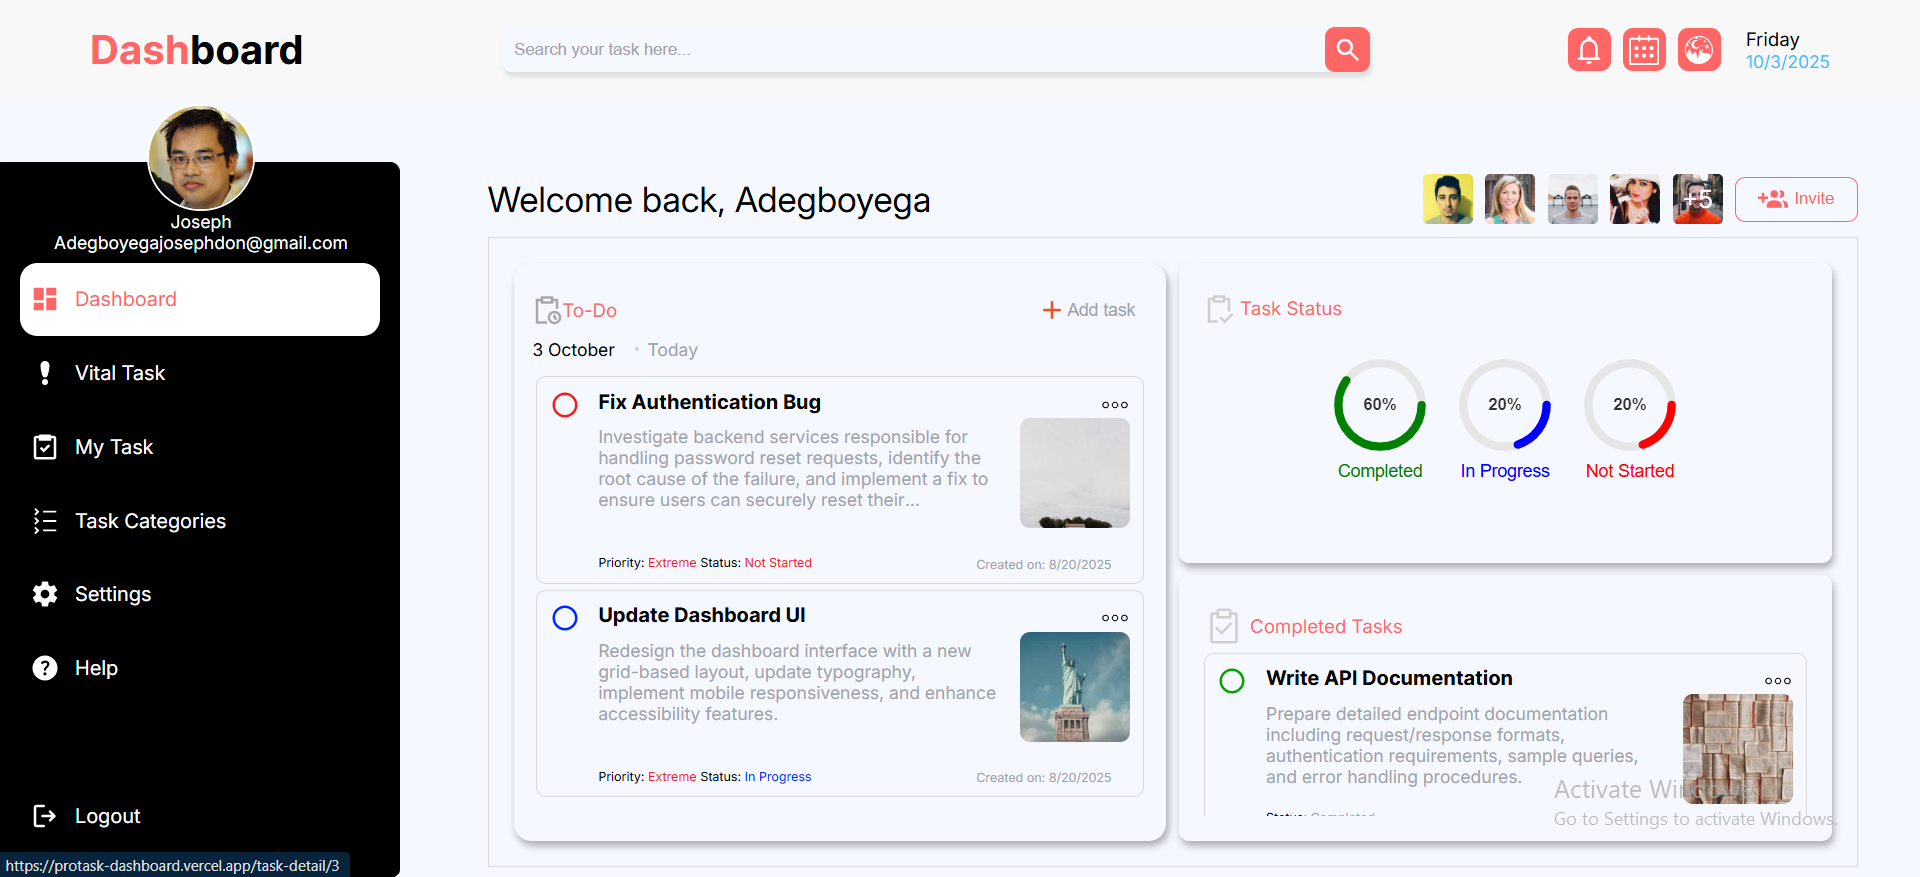 Dashboard
Search your task here...
Friday
10/3/2025
Joseph
Adegboyegajosephdon@gmail.com
Dashboard
Vital Task
My Task
Task Categories
Settings
Help
Logout
https://protask-dashboard.vercel.app/task-detail/3
Welcome back, Adegboyega
+5
Invite
To-Do
Add task
3 October
• Today
Fix Authentication Bug
Investigate backend services responsible for
handling password reset requests, identify the
root cause of the failure, and implement a fix to
ensure users can securely reset their...
Priority: Extreme Status: Not Started
Created on: 8/20/2025
Update Dashboard UI
Redesign the dashboard interface with a new
grid-based layout, update typography,
implement mobile responsiveness, and enhance
accessibility features.
Priority: Extreme Status: In Progress
Created on: 8/20/2025
Task Status
60%
20%
20%
Completed
In Progress
Not Started
Completed Tasks
Write API Documentation
Prepare detailed endpoint documentation
including request/response formats,
authentication requirements, sample queries,
and error handling procedures.
Status: Completed
Activate Windows
Go to Settings to activate Windows.